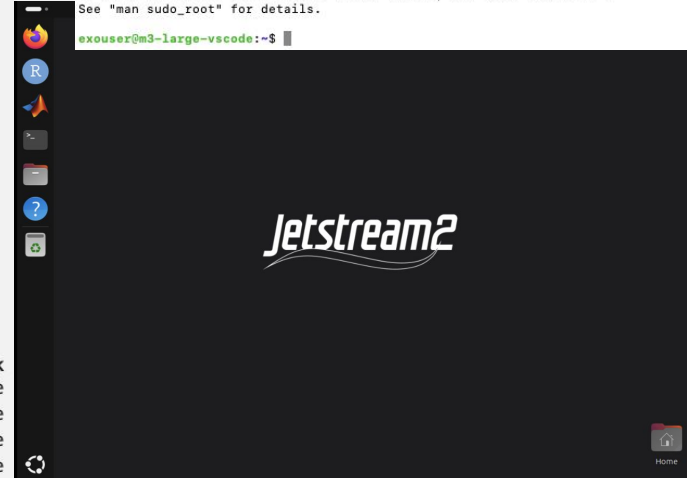 See "man sudo_root" for details.
exouser@m3-large-vscode:~$
R
>_
?
Jetstream2
Home